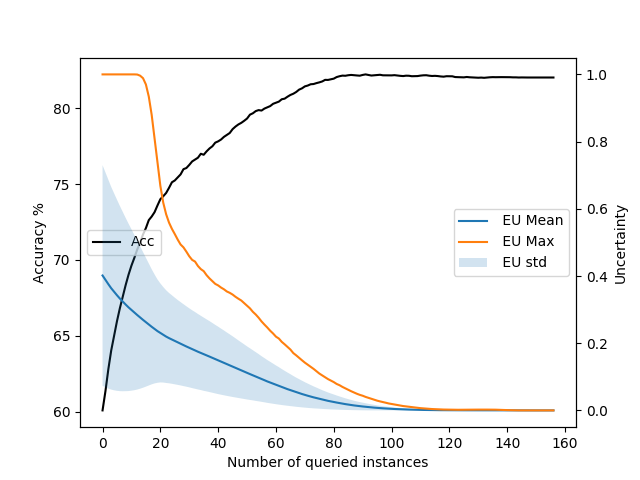 80
75
70
65
60
Accuracy %
1.0
0.8
0.6
0.4
0.2
0.0
Uncertainty
Acc
EU Mean
EU Max
EU std
0 20 40 60 80 100 120 140 160
Number of queried instances